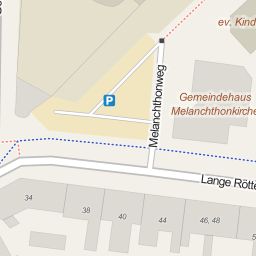 ev. Kind
P
Gemeindehaus
Melanchthonkirche
Melanchthonweg
Lange Rötte
34
38
40
44
46, 48